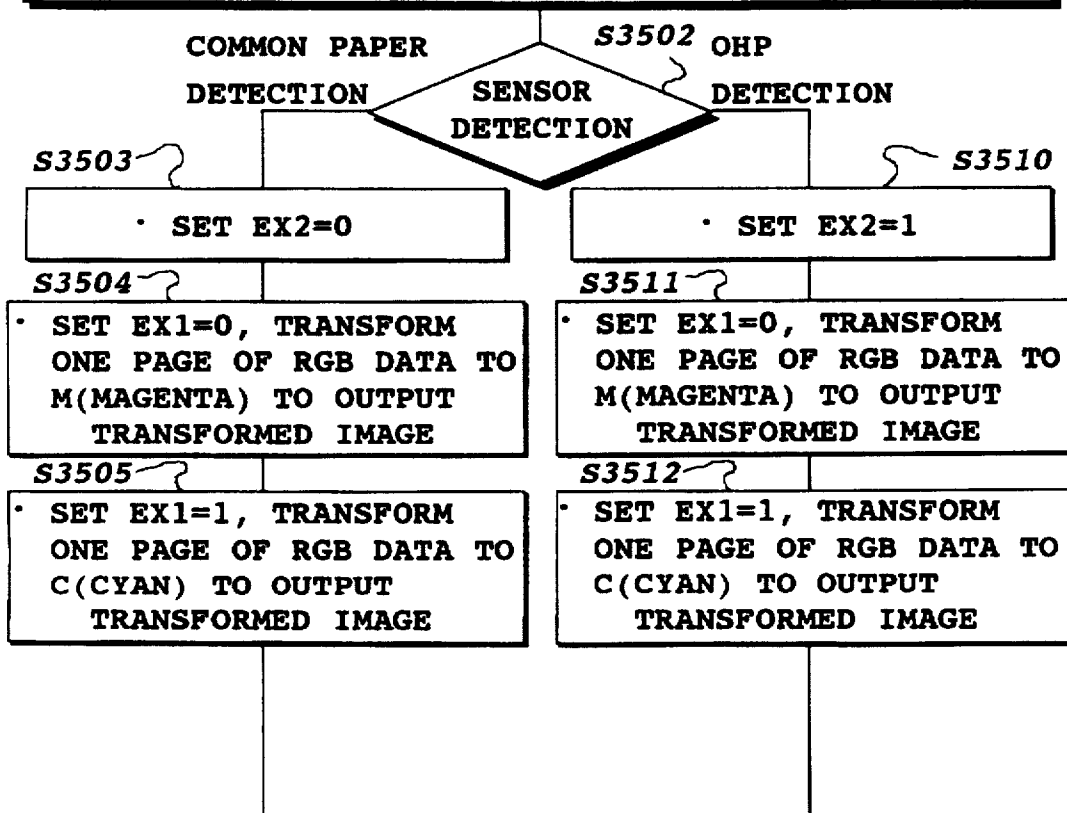 COMMON PAPER
DETECTION
S3502
OHP
DETECTION
SENSOR
DETECTION
S3503
· SET EX2=0
S3504
· SET EX1=0, TRANSFORM
ONE PAGE OF RGB DATA TO
M(MAGENTA) TO OUTPUT
TRANSFORMED IMAGE
S3505
· SET EX1=1, TRANSFORM
ONE PAGE OF RGB DATA TO
C(CYAN) TO OUTPUT
TRANSFORMED IMAGE
S3510
· SET EX2=1
S3511
· SET EX1=0, TRANSFORM
ONE PAGE OF RGB DATA TO
M(MAGENTA) TO OUTPUT
TRANSFORMED IMAGE
S3512
· SET EX1=1, TRANSFORM
ONE PAGE OF RGB DATA TO
C(CYAN) TO OUTPUT
TRANSFORMED IMAGE